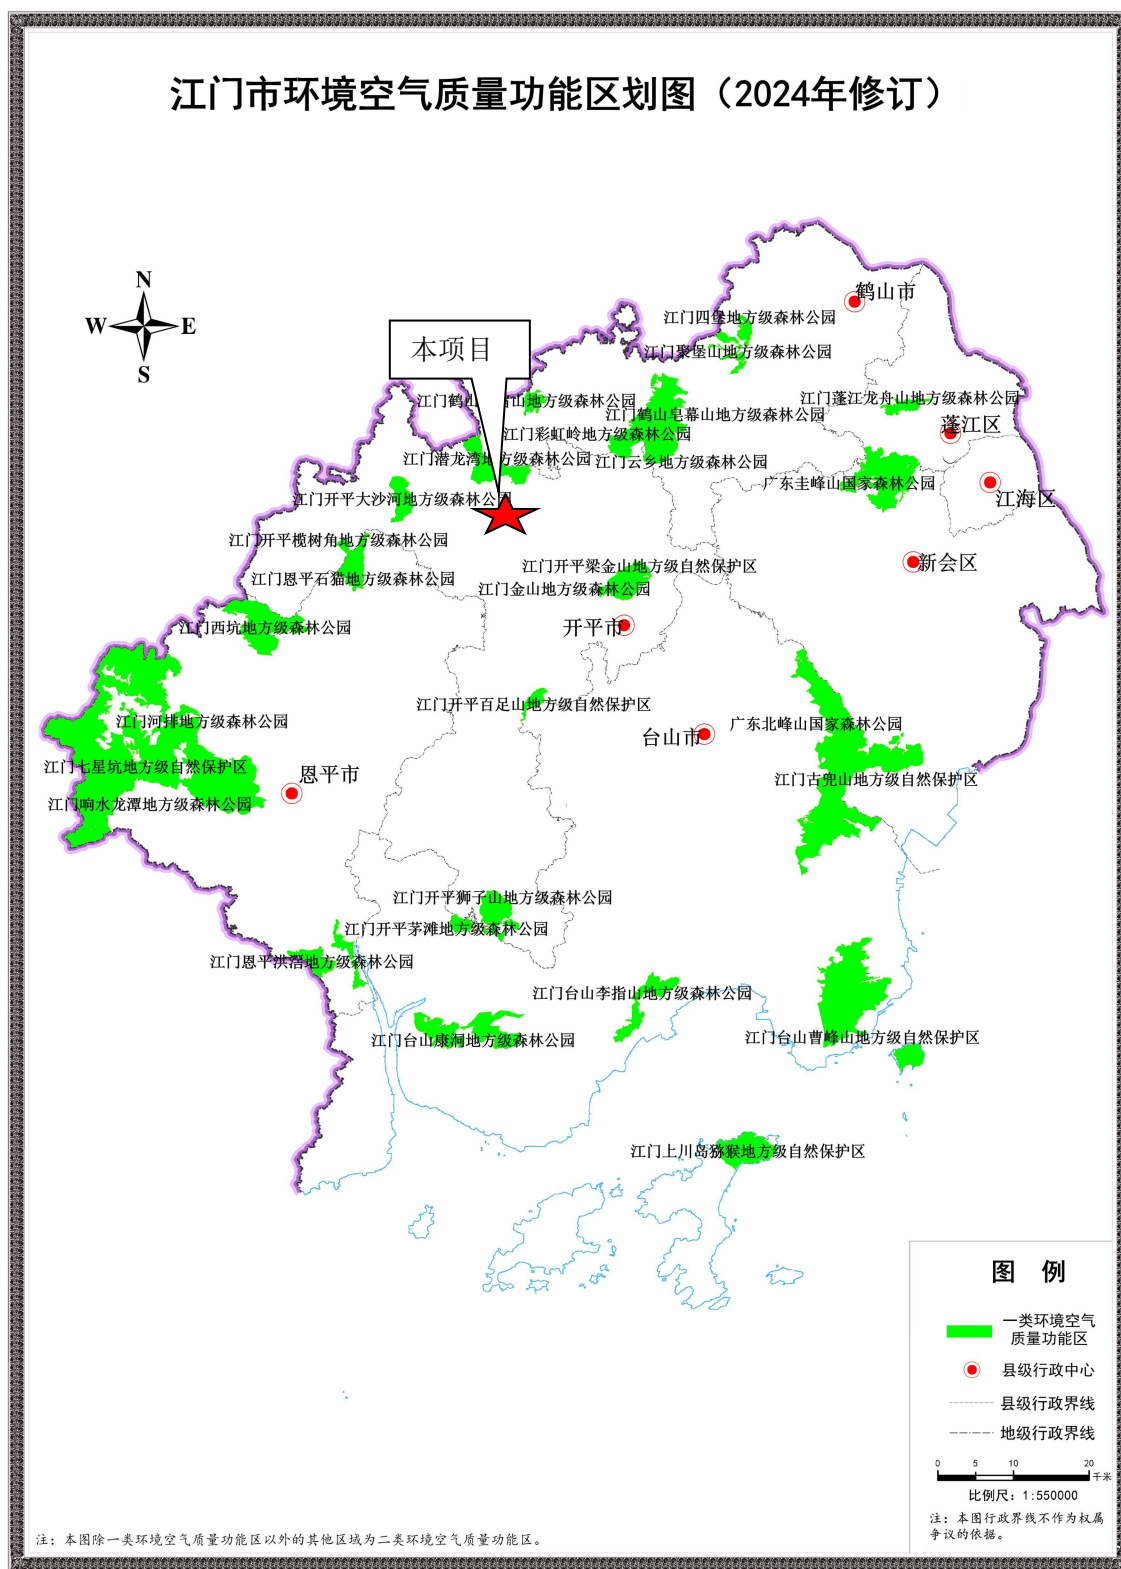 江门市环境空气质量功能区划图（2024年修订）
N
W
E
S
鹤山市
江门四堡地方级森林公园
本项目
江门聚堡山地方级森林公园
江门蓬江龙舟山地方级森林公园
江门鹤山
山地方级森林公园
江门鹤山皂幕山地方级森林公园
蓬江区
江门彩虹岭地方级森林公园
江门潜龙湾地方级森林公园
江门云乡地方级森林公园
广东圭峰山国家森林公园
江门开平大沙河地方级森林公园
江海区
江门开平榄树角地方级森林公园
江门开平梁金山地方级自然保护区
新会区
江门恩平石猫地方级森林公园
江门金山地方级森林公园
江门西坑地方级森林公园
开平市
江门开平百足山地方级自然保护区
江门河排地方级森林公园
广东北峰山国家森林公园
台山市
江门七星坑地方级自然保护区
恩平市
江门古兜山地方级自然保护区
江门响水龙潭地方级森林公园
江门开平狮子山地方级森林公园
江门开平茅滩地方级森林公园
江门恩平洪滘地方级森林公园
江门台山李指山地方级森林公园
江门台山康洞地方级森林公园
江门台山曹峰山地方级自然保护区
江门上川岛猕猴地方级自然保护区
图 例
一类环境空气
质量功能区
县级行政中心
县级行政界线
地级行政界线
0 5 10 20
千米
比例尺：1:550000
注：本图行政界线不作为权属
争议的依据。
注：本图除一类环境空气质量功能区以外的其他区域为二类环境空气质量功能区。